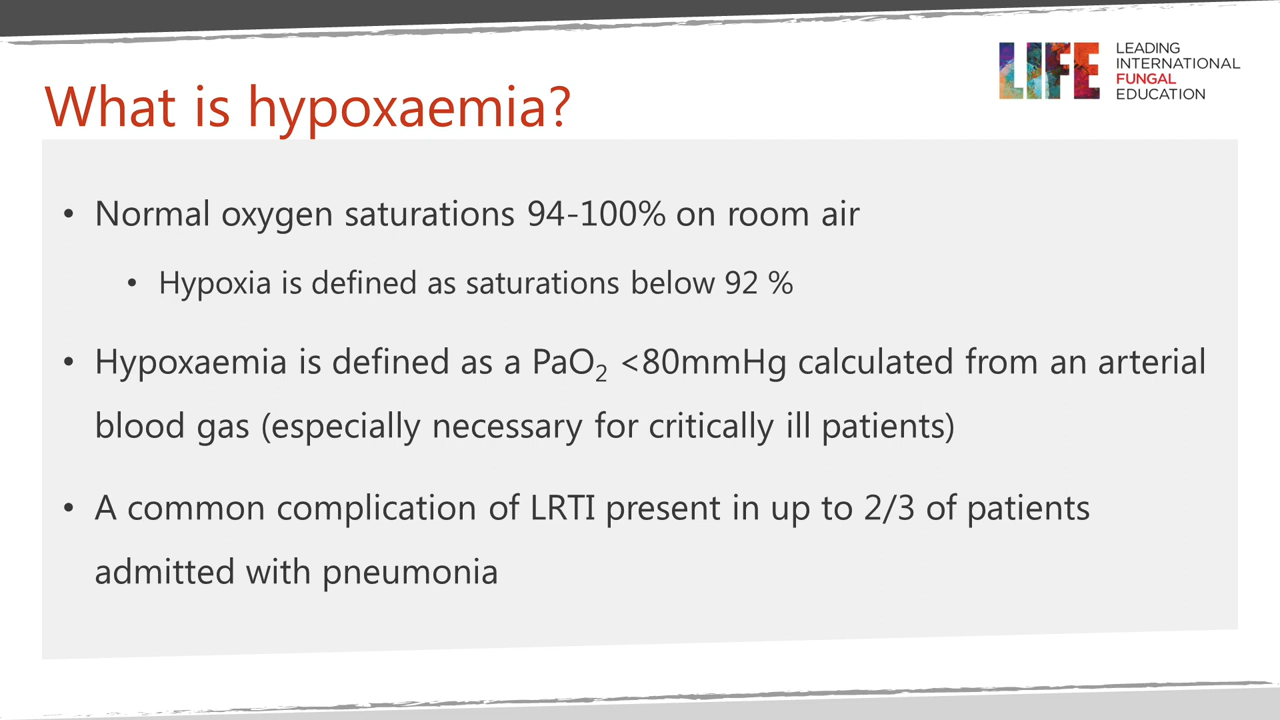 LIFE
LEADING
INTERNATIONAL
FUNGAL
EDUCATION
What is hypoxaemia?
• Normal oxygen saturations 94-100% on room air
• Hypoxia is defined as saturations below 92 %
• Hypoxaemia is defined as a PaO₂ <80mmHg calculated from an arterial
blood gas (especially necessary for critically ill patients)
• A common complication of LRTI present in up to 2/3 of patients
admitted with pneumonia